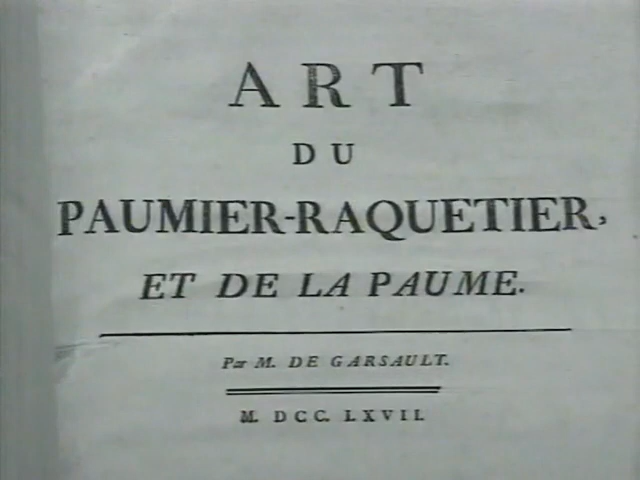 ART
DU
PAUMIER-RAQUETIER,
ET DE LA PAUME.
Par M. DE GARSAULT.
M. DCC. LXVII.